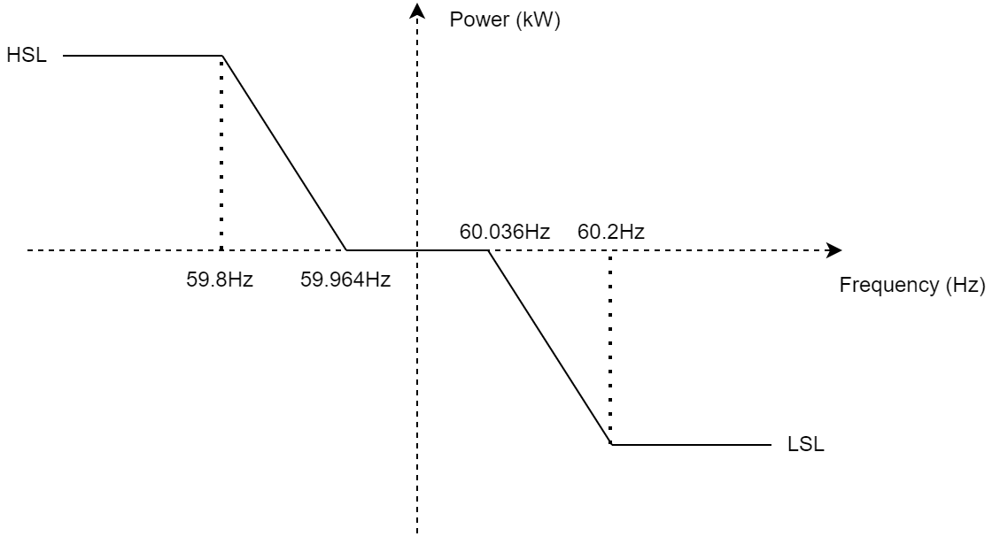 Power (kW)
HSL
60.036Hz
60.2Hz
59.8Hz
59.964Hz
Frequency (Hz)
LSL